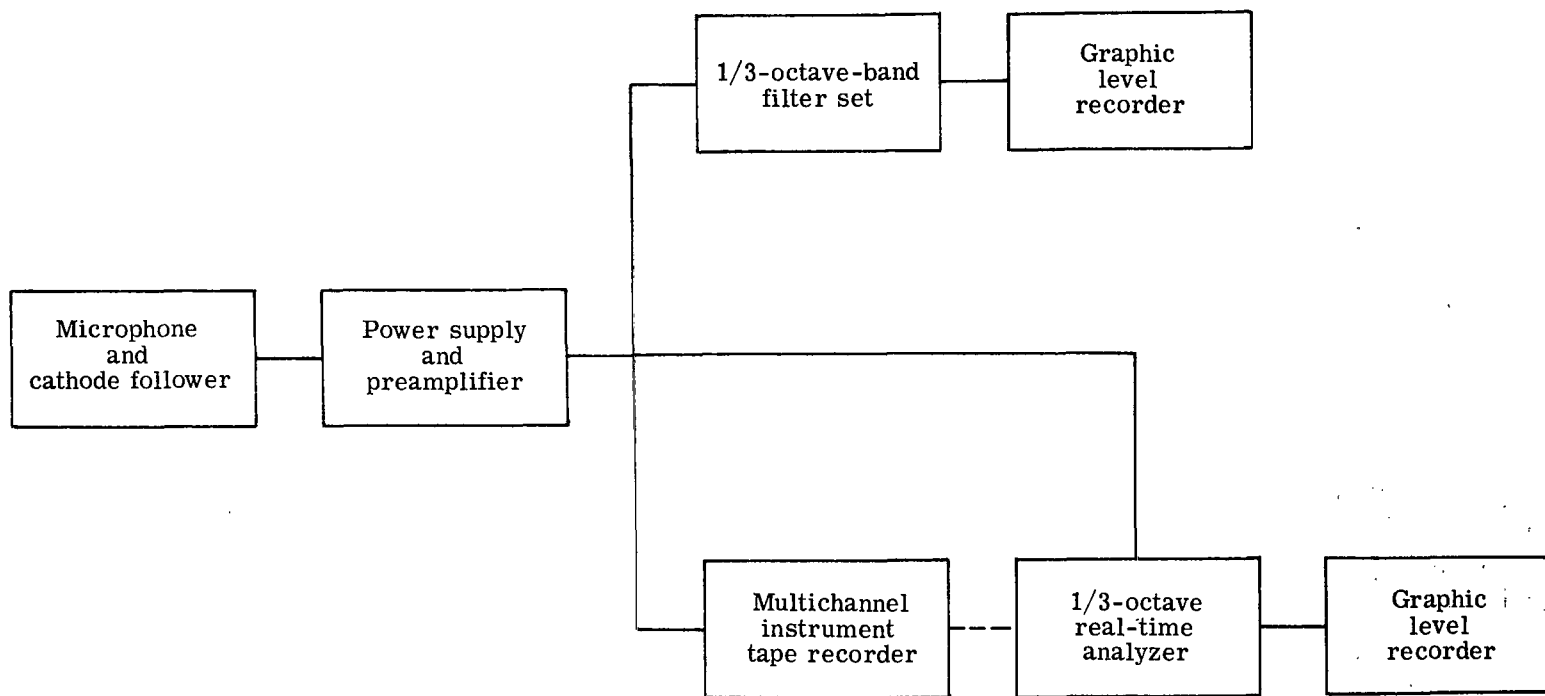 1/3-octave-band
filter set
Graphic
level
recorder
Microphone
and
cathode follower
Power supply
and
preamplifier
Multichannel
instrument
tape recorder
1/3-octave
real-time
analyzer
Graphic
level
recorder